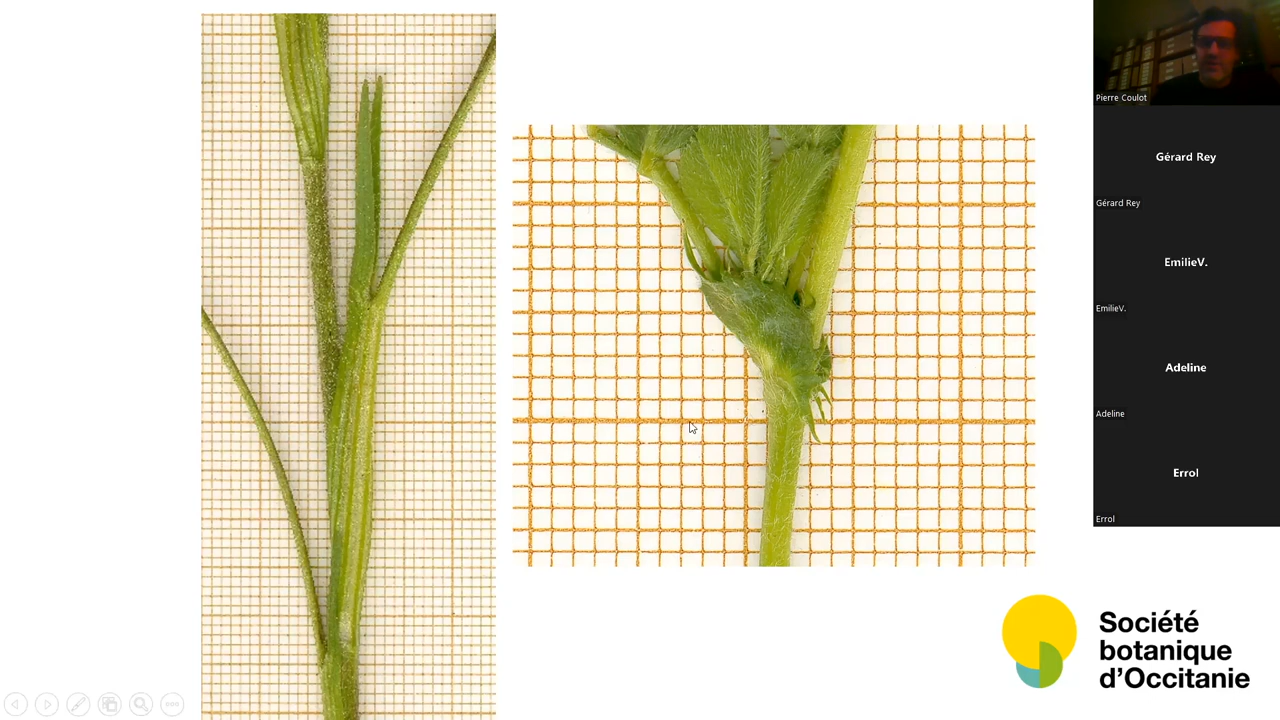 Pierre Coulot
Gérard Rey
Gérard Rey
EmilieV.
EmilieV.
Adeline
Adeline
Errol
Errol
Société
botanique
d'Occitanie